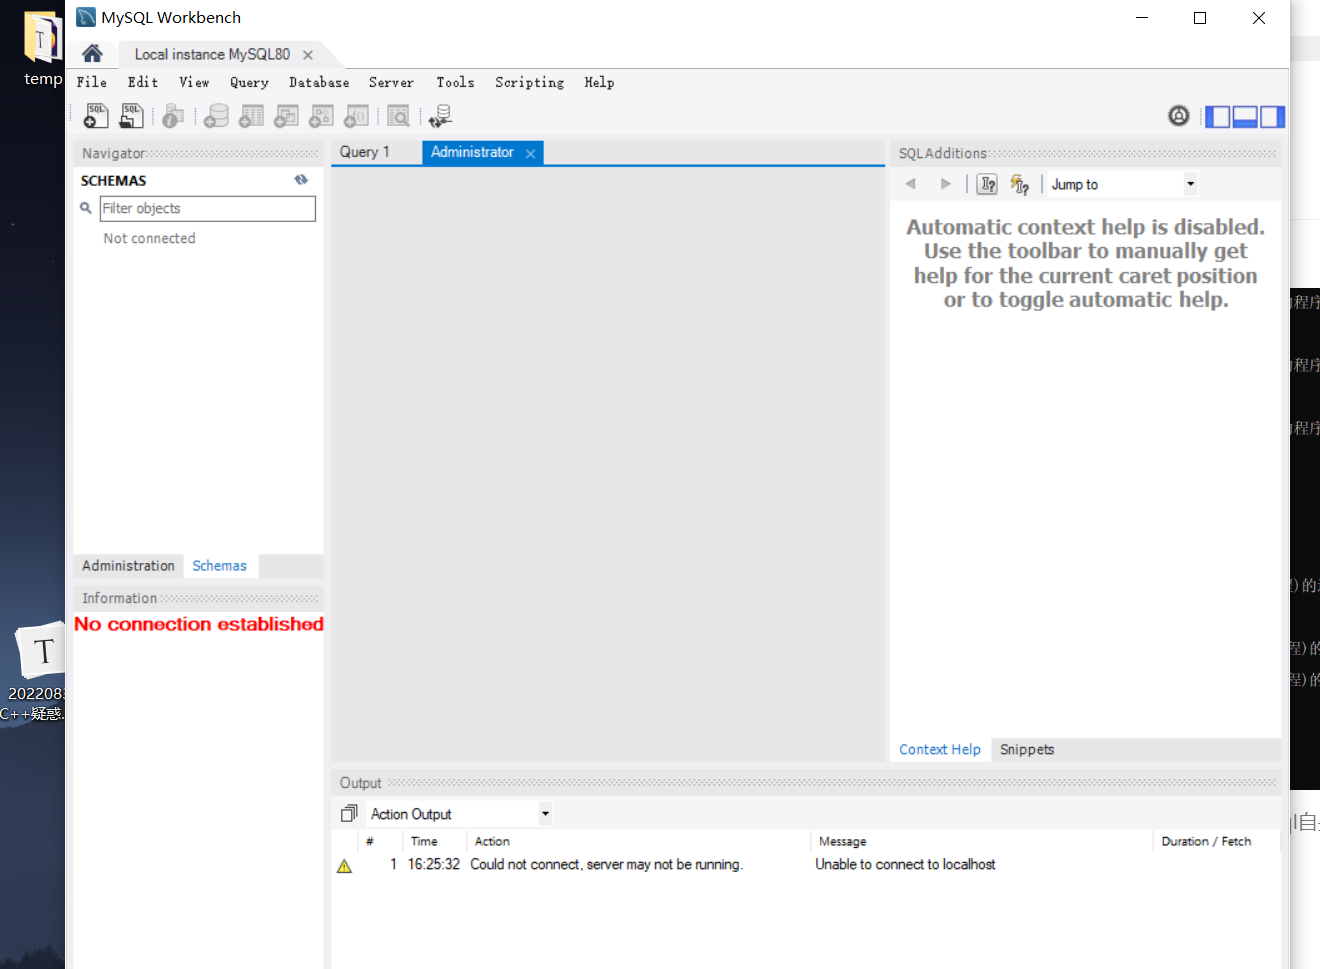 MySQL Workbench
temp
Local instance MySQL80
File Edit View Query Database Server Tools Scripting Help
SQL SQL
Navigator
SCHEMAS
Filter objects
Not connected
Query 1 Administrator
SQLAdditions
Jump to
Automatic context help is disabled.
Use the toolbar to manually get
help for the current caret position
or to toggle automatic help.
程序
程序
程序
程)的
程)的
Administration Schemas
Information
No connection established
T
2022083
C++疑惑.
Context Help Snippets
Output
Action Output
ql自
# Time Action Message Duration / Fetch
1 16:25:32 Could not connect, server may not be running. Unable to connect to localhost